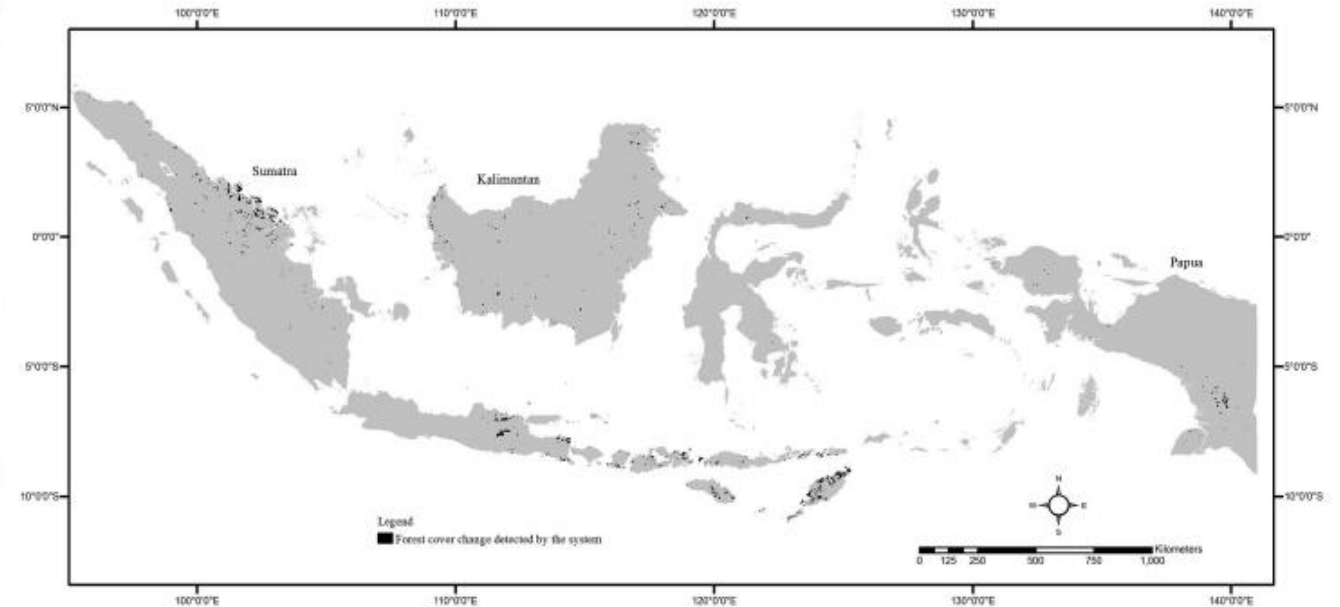 100°0'0"E 110°0'0"E 120°0'0"E 130°0'0"E 140°0'0"E
5°0'0"N 5°0'0"N
Sumatra
Kalimantan
0°0'0" 0°0'0"
Papua
5°0'0"S 5°0'0"S
10°0'0"S 10°0'0"S
N
W E
S
Legend
Forest cover change detected by the system
Kilometers
0 125 250 500 750 1,000
100°0'0"E 110°0'0"E 120°0'0"E 130°0'0"E 140°0'0"E